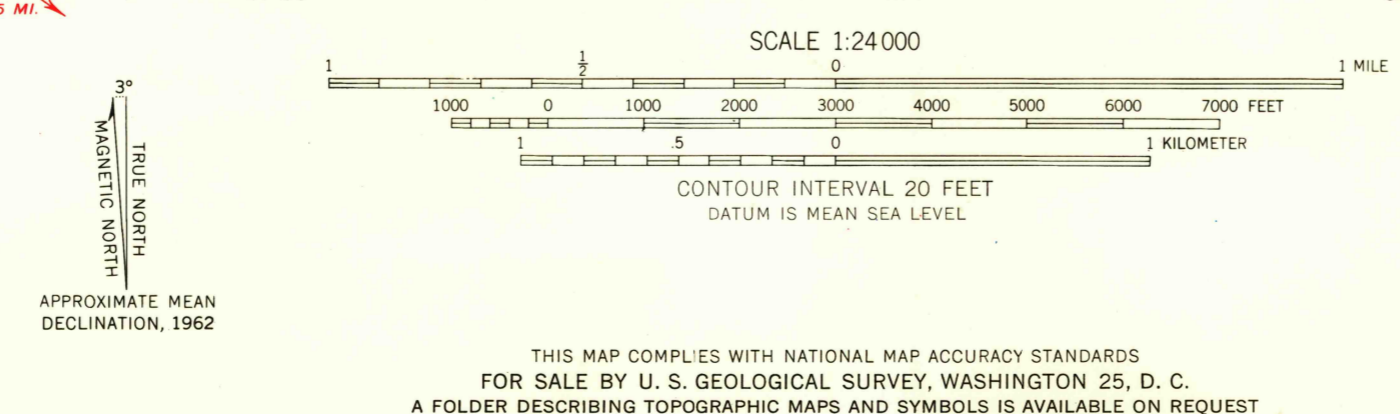 5 MI.
SCALE 1:24 000
1 1/2 0 1 MILE
1000 0 1000 2000 3000 4000 5000 6000 7000 FEET
1 .5 0 1 KILOMETER
CONTOUR INTERVAL 20 FEET
DATUM IS MEAN SEA LEVEL
3°
TRUE NORTH
MAGNETIC NORTH
APPROXIMATE MEAN
DECLINATION, 1962
THIS MAP COMPLIES WITH NATIONAL MAP ACCURACY STANDARDS
FOR SALE BY U. S. GEOLOGICAL SURVEY, WASHINGTON 25, D. C.
A FOLDER DESCRIBING TOPOGRAPHIC MAPS AND SYMBOLS IS AVAILABLE ON REQUEST